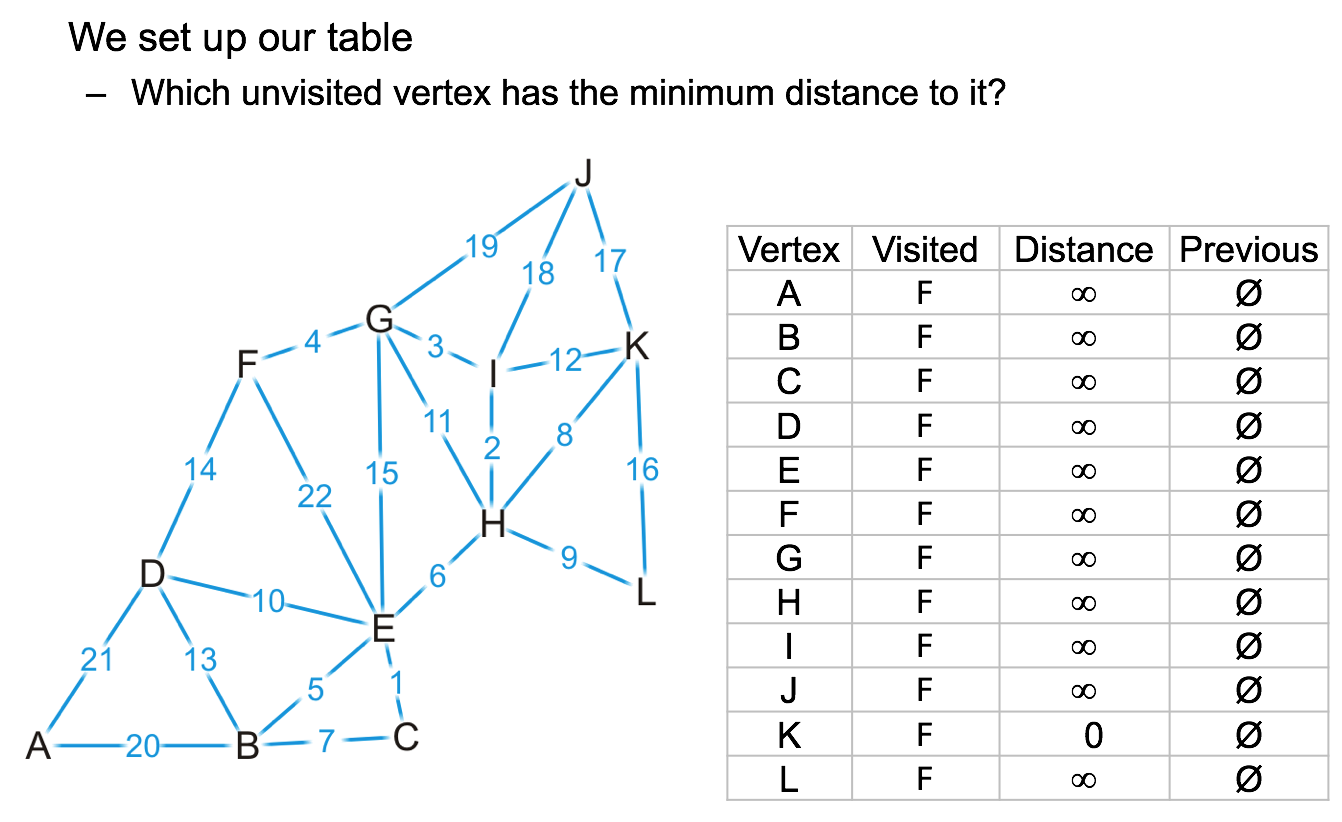 We set up our table
– Which unvisited vertex has the minimum distance to it?
J
19
18
17
G
4
3
K
F
I
12
11
2
8
14
22
15
16
H
9
6
D
10
L
E
21
13
5
1
A
20
B
7
C
Vertex Visited Distance Previous
A F ∞ Ø
B F ∞ Ø
C F ∞ Ø
D F ∞ Ø
E F ∞ Ø
F F ∞ Ø
G F ∞ Ø
H F ∞ Ø
I F ∞ Ø
J F ∞ Ø
K F 0 Ø
L F ∞ Ø